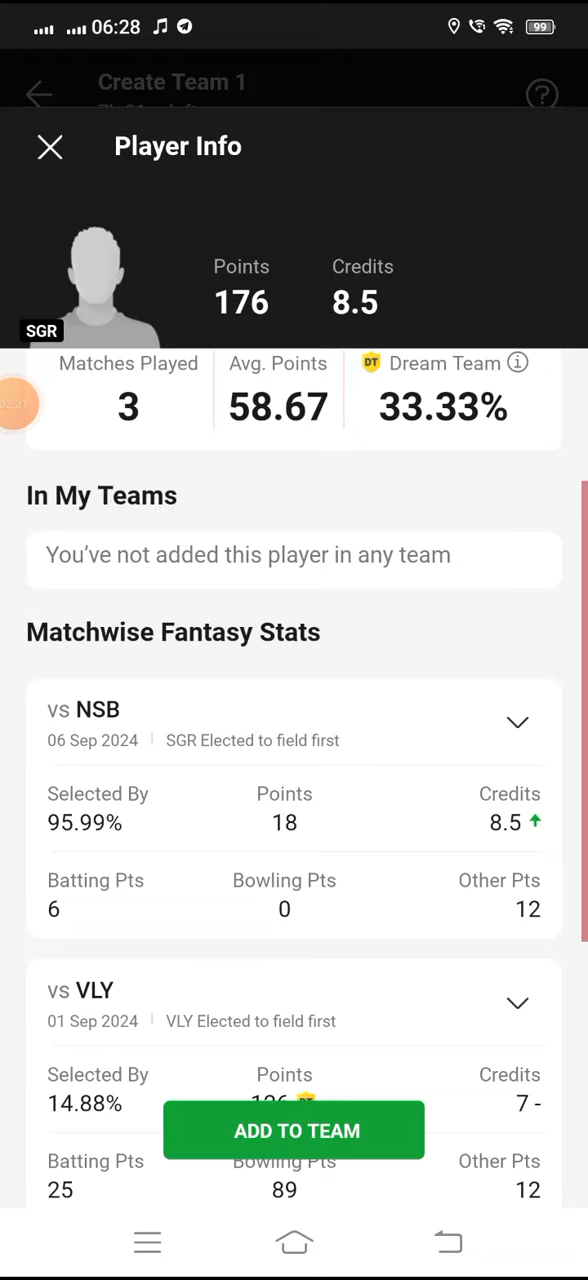 06:28 99
Create Team 1
Player Info
Points Credits
176 8.5
SGR
Matches Played Avg. Points DT Dream Team
3 58.67 33.33%
In My Teams
You've not added this player in any team
Matchwise Fantasy Stats
vs NSB
06 Sep 2024 SGR Elected to field first
Selected By Points Credits
95.99% 18 8.5
Batting Pts Bowling Pts Other Pts
6 0 12
vs VLY
01 Sep 2024 VLY Elected to field first
Selected By Points Credits
14.88% 126 7 -
ADD TO TEAM
Batting Pts Bowling Pts Other Pts
25 89 12